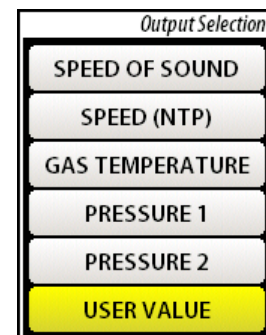 Output Selection
SPEED OF SOUND
SPEED (NTP)
GAS TEMPERATURE
PRESSURE 1
PRESSURE 2
USER VALUE